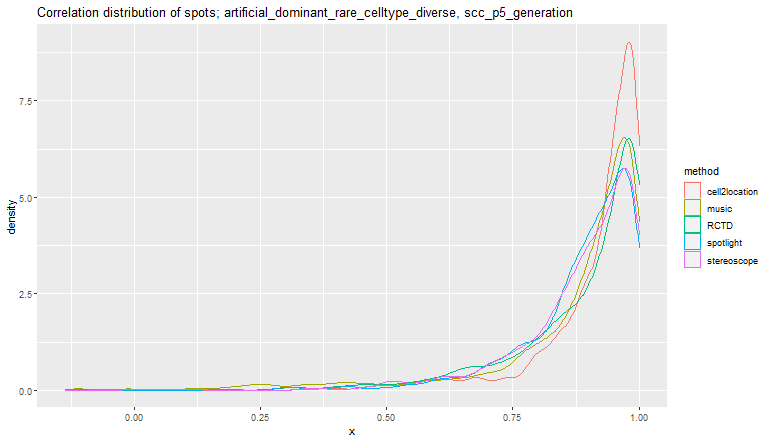 Correlation distribution of spots; artificial_dominant_rare_celltype_diverse, scc_p5_generation
7.5
5.0
2.5
0.0
density
0.00 0.25 0.50 0.75 1.00
x
method
cell2location
music
RCTD
spotlight
stereoscope